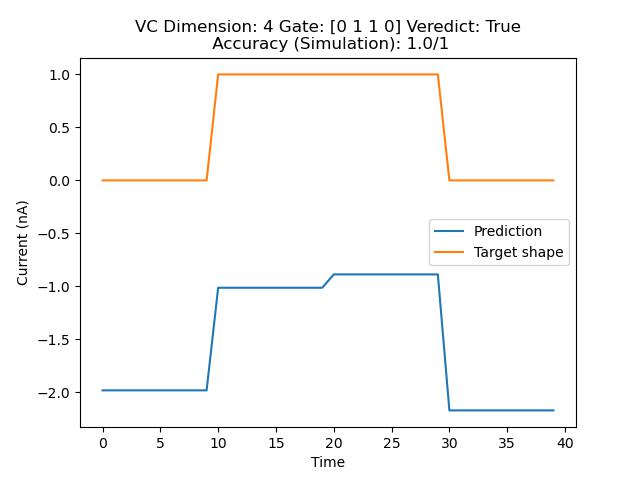 VC Dimension: 4 Gate: [0 1 1 0] Veredict: True
Accuracy (Simulation): 1.0/1
1.0
0.5
0.0
−0.5
−1.0
−1.5
−2.0
Current (nA)
Prediction
Target shape
0 5 10 15 20 25 30 35 40
Time